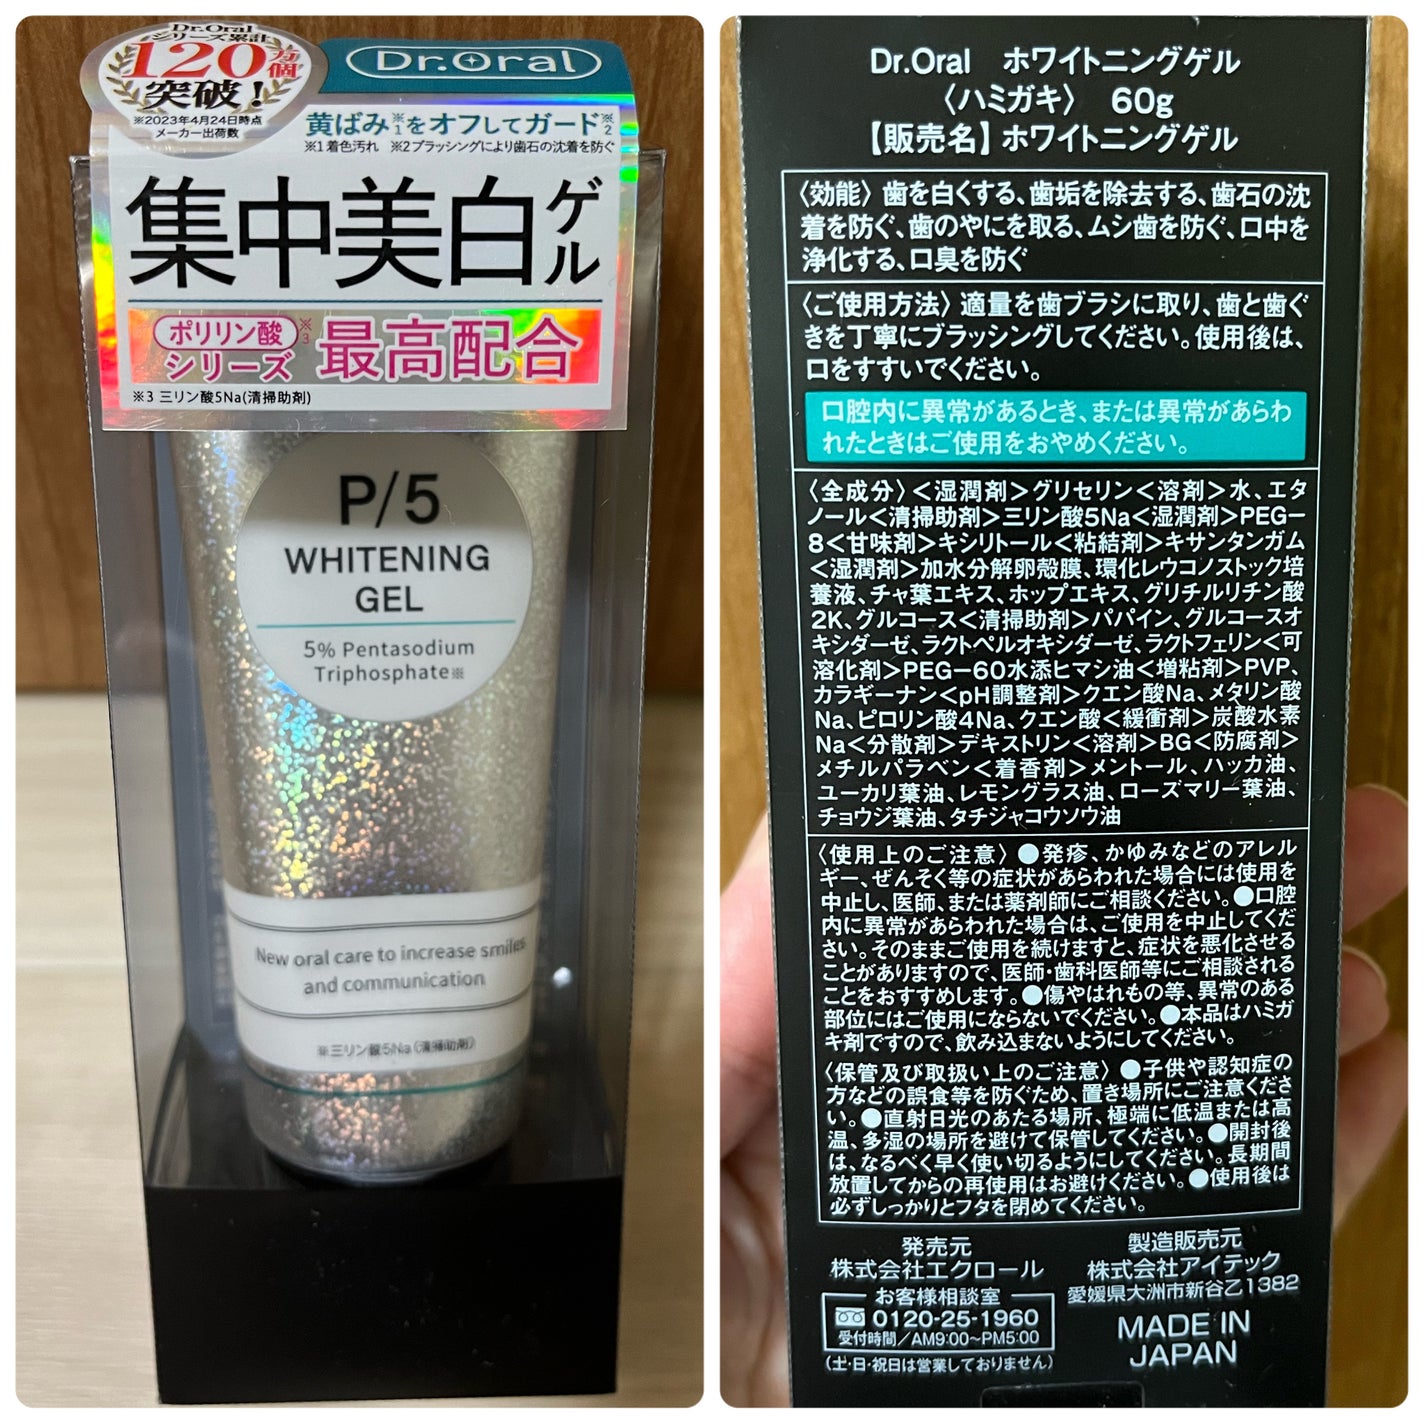 Dr.Oral
シリーズ累計
120万個
突破!
※2023年4月24日時点
メーカー出荷数
Dr.Oral
黄ばみ※1をオフしてガード※2
※1 着色汚れ ※2 ブラッシングにより歯石の沈着を防ぐ
集中美白ゲル
ポリリン酸※3
シリーズ
最高配合
※3 三リン酸5Na(清掃助剤)
P/5
WHITENING
GEL
5% Pentasodium
Triphosphate※
New oral care to increase smiles
and communication
※三リン酸5Na(清掃助剤)
Dr.Oral ホワイトニングゲル
〈ハミガキ〉 60g
【販売名】ホワイトニングゲル
〈効能〉歯を白くする、歯垢を除去する、歯石の沈
着を防ぐ、歯のやにを取る、ムシ歯を防ぐ、口中を
浄化する、口臭を防ぐ
〈ご使用方法〉適量を歯ブラシに取り、歯と歯ぐ
きを丁寧にブラッシングしてください。使用後は、
口をすすいでください。
口腔内に異常があるとき、または異常があらわ
れたときはご使用をおやめください。
〈全成分〉<湿潤剤>グリセリン<溶剤>水、エタ
ノール<清掃助剤>三リン酸5Na<湿潤剤>PEGー
8<甘味剤>キシリトール<粘結剤>キサンタンガム
<湿潤剤>加水分解卵殻膜、環化レウコノストック培
養液、チャ葉エキス、ホップエキス、グリチルリチン酸
2K、グルコース<清掃助剤>パパイン、グルコースオ
キシダーゼ、ラクトペルオキシダーゼ、ラクトフェリン<可
溶化剤>PEGー60水添ヒマシ油<増粘剤>PVP、
カラギーナン<pH調整剤>クエン酸Na、メタリン酸
Na、ピロリン酸4Na、クエン酸<緩衝剤>炭酸水素
Na<分散剤>デキストリン<溶剤>BG<防腐剤>
メチルパラベン<着香剤>メントール、ハッカ油、
ユーカリ葉油、レモングラス油、ローズマリー葉油、
チョウジ葉油、タチジャコウソウ油
〈使用上のご注意〉●発疹、かゆみなどのアレル
ギー、ぜんそく等の症状があらわれた場合には使用を
中止し、医師、または薬剤師にご相談ください。●口腔
内に異常があらわれた場合は、ご使用を中止してくだ
さい。そのままご使用を続けますと、症状を悪化させる
ことがありますので、医師・歯科医師等にご相談される
ことをおすすめします。●傷やはれもの等、異常のある
部位にはご使用にならないでください。●本品はハミガ
キ剤ですので、飲み込まないようにしてください。
〈保管及び取扱い上のご注意〉●子供や認知症の
方などの誤食等を防ぐため、置き場所にご注意くださ
い。●直射日光のあたる場所、極端に低温または高
温、多湿の場所を避けて保管してください。●開封後
は、なるべく早く使い切るようにしてください。長期間
放置してからの再使用はお避けください。●使用後は
必ずしっかりとフタを閉めてください。
発売元
株式会社エクロール
お客様相談室
0120-25-1960
受付時間/AM9:00~PM5:00
(土・日・祝日は営業しておりません)
製造販売元
株式会社アイテック
愛媛県大洲市新谷乙1382
MADE IN
JAPAN